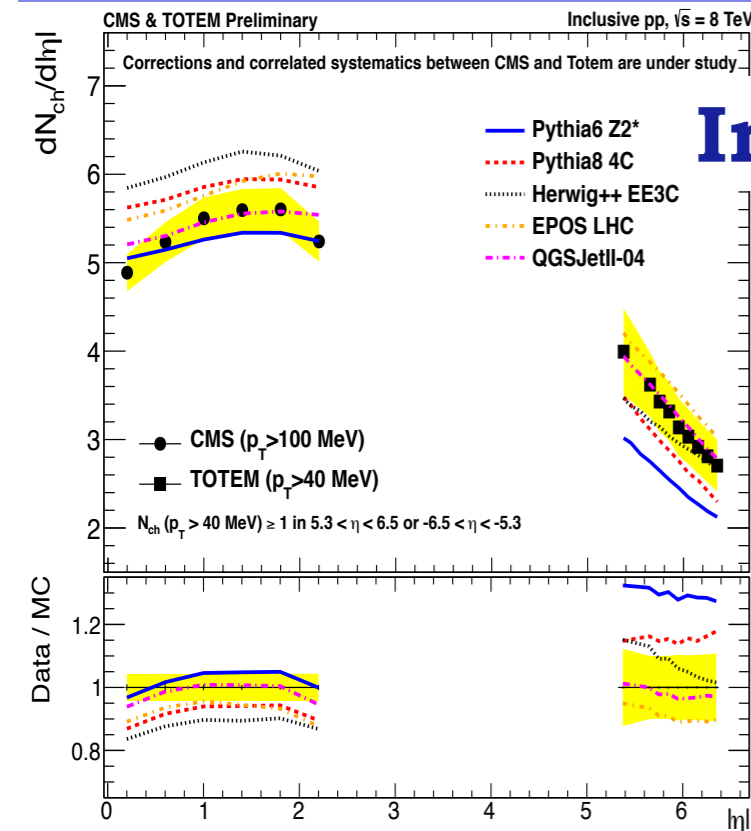 CMS & TOTEM Preliminary Inclusive pp, √s = 8 TeV
Corrections and correlated systematics between CMS and Totem are under study
dN_ch/d|η|
7
6
5
4
3
2
Pythia6 Z2*
Pythia8 4C
Herwig++ EE3C
EPOS LHC
QGSJetII-04
CMS (p_T>100 MeV)
TOTEM (p_T>40 MeV)
N_ch (p_T > 40 MeV) ≥ 1 in 5.3 < η < 6.5 or -6.5 < η < -5.3
Data / MC
1.2
1
0.8
0 1 2 3 4 5 6
|η|